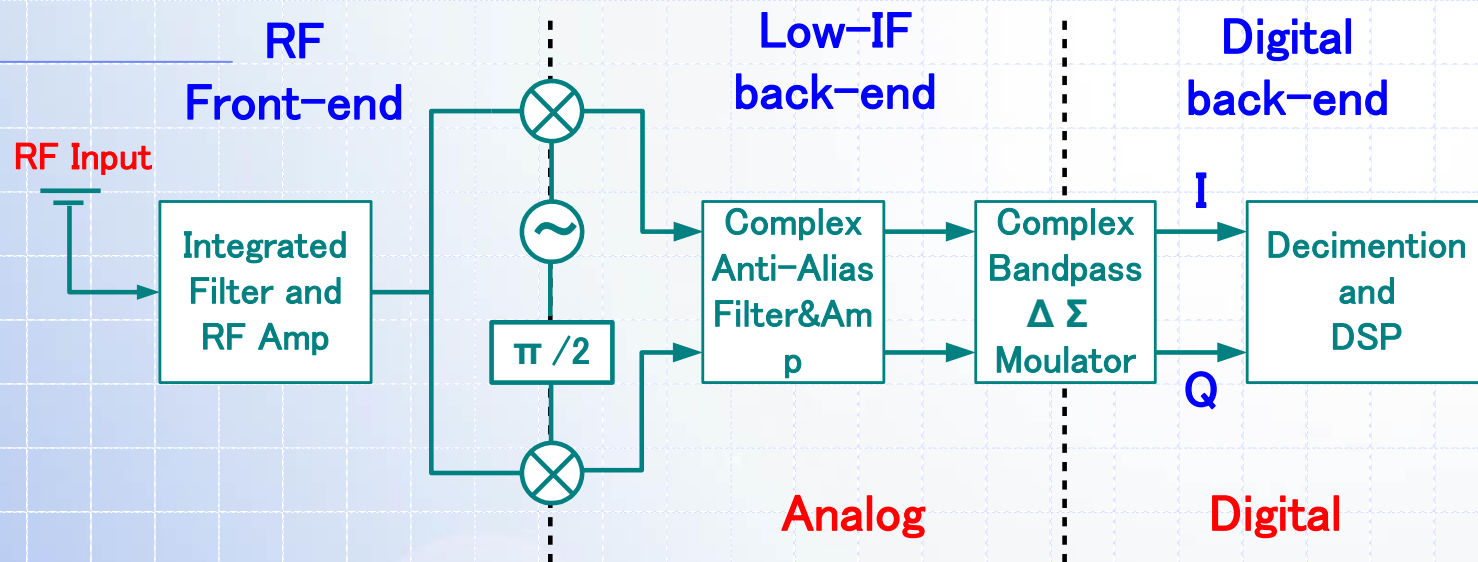 RF
Front-end
Low-IF
back-end
Digital
back-end
RF Input
Integrated
Filter and
RF Amp
π/2
Complex
Anti-Alias
Filter&Am
p
Complex
Bandpass
Δ Σ
Moulator
I
Q
Decimention
and
DSP
Analog
Digital